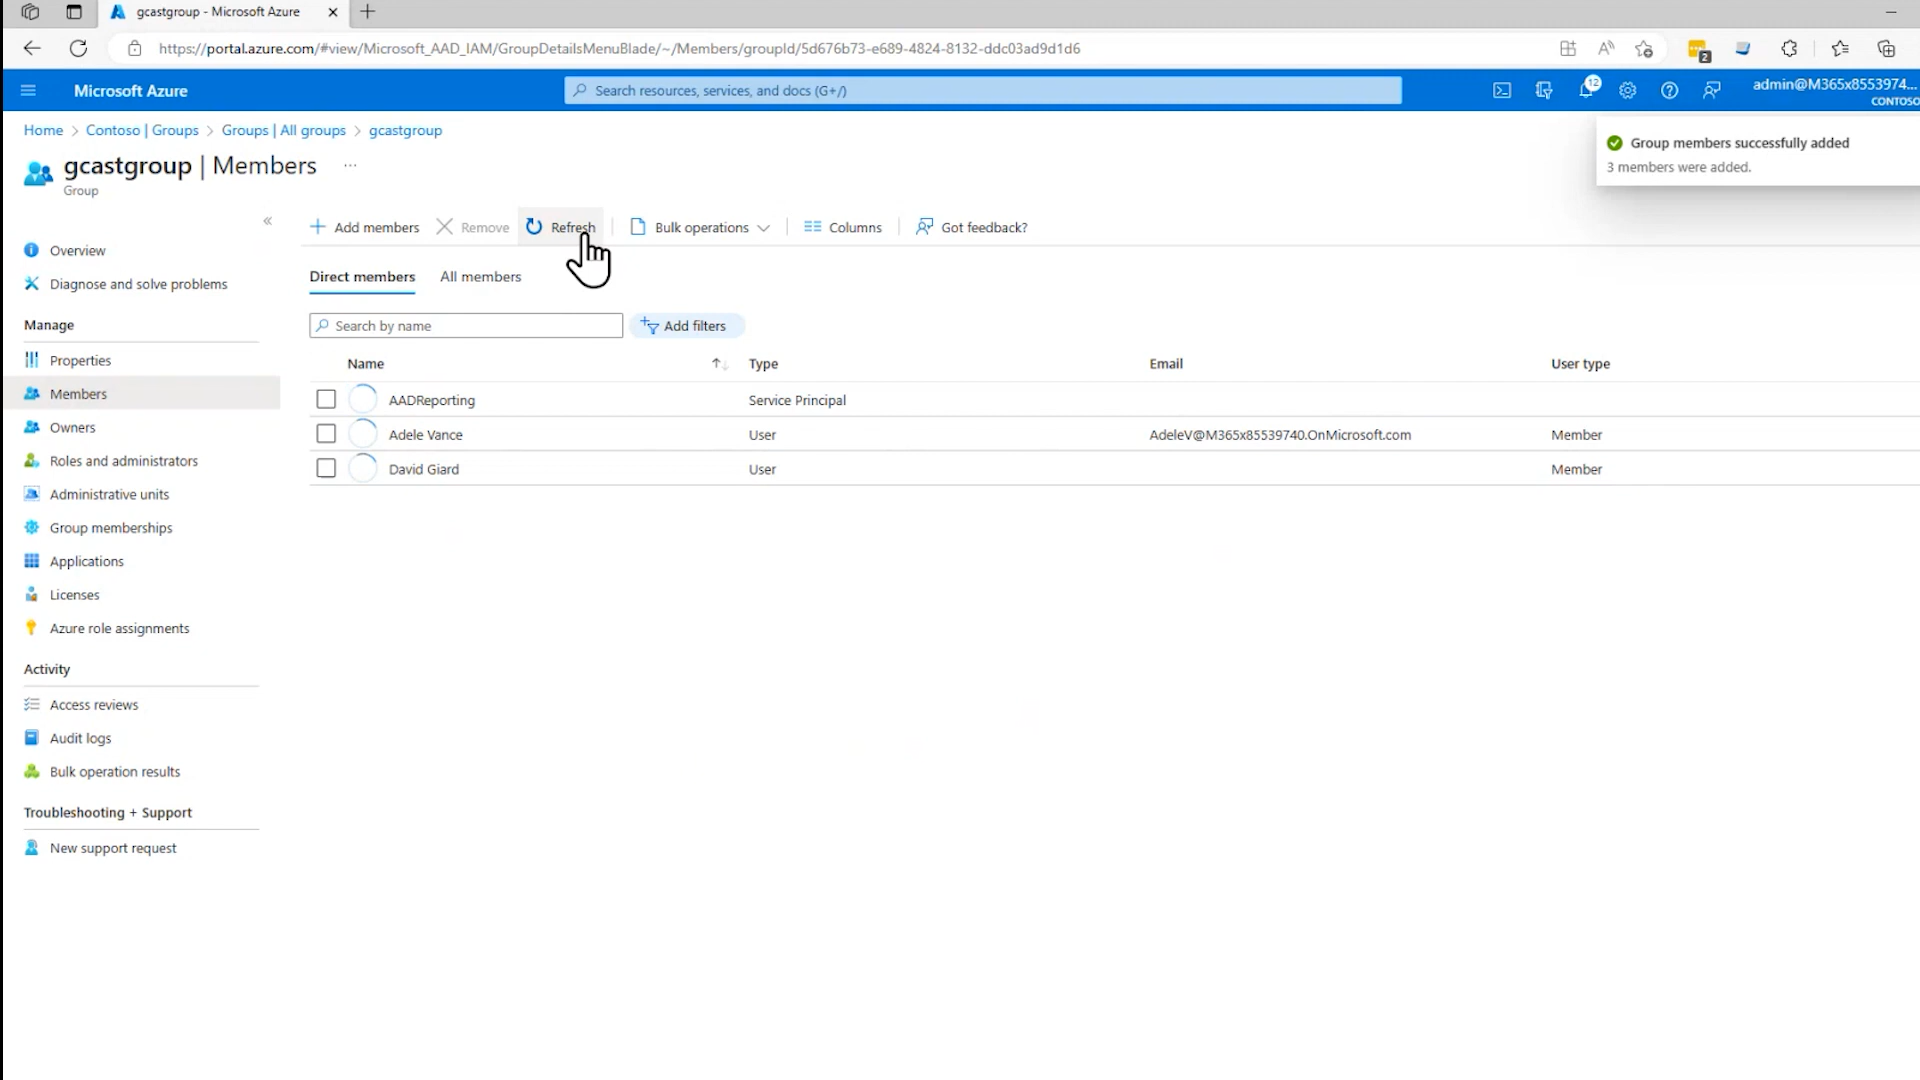 gcastgroup - Microsoft Azure
https://portal.azure.com/#view/Microsoft_AAD_IAM/GroupDetailsMenuBlade/~/Members/groupId/5d676b73-e689-4824-8132-ddc03ad9d1d6
2
Microsoft Azure
Search resources, services, and docs (G+/)
12
admin@M365x8553974...
CONTOSO
Home > Contoso | Groups > Groups | All groups > gcastgroup
gcastgroup | Members ...
Group
Group members successfully added
3 members were added.
Add members Remove Refresh Bulk operations Columns Got feedback?
Overview
Diagnose and solve problems
Manage
Properties
Members
Owners
Roles and administrators
Administrative units
Group memberships
Applications
Licenses
Azure role assignments
Activity
Access reviews
Audit logs
Bulk operation results
Troubleshooting + Support
New support request
Direct members All members
Search by name Add filters
Name Type Email User type
AADReporting Service Principal
Adele Vance User AdeleV@M365x85539740.OnMicrosoft.com Member
David Giard User Member